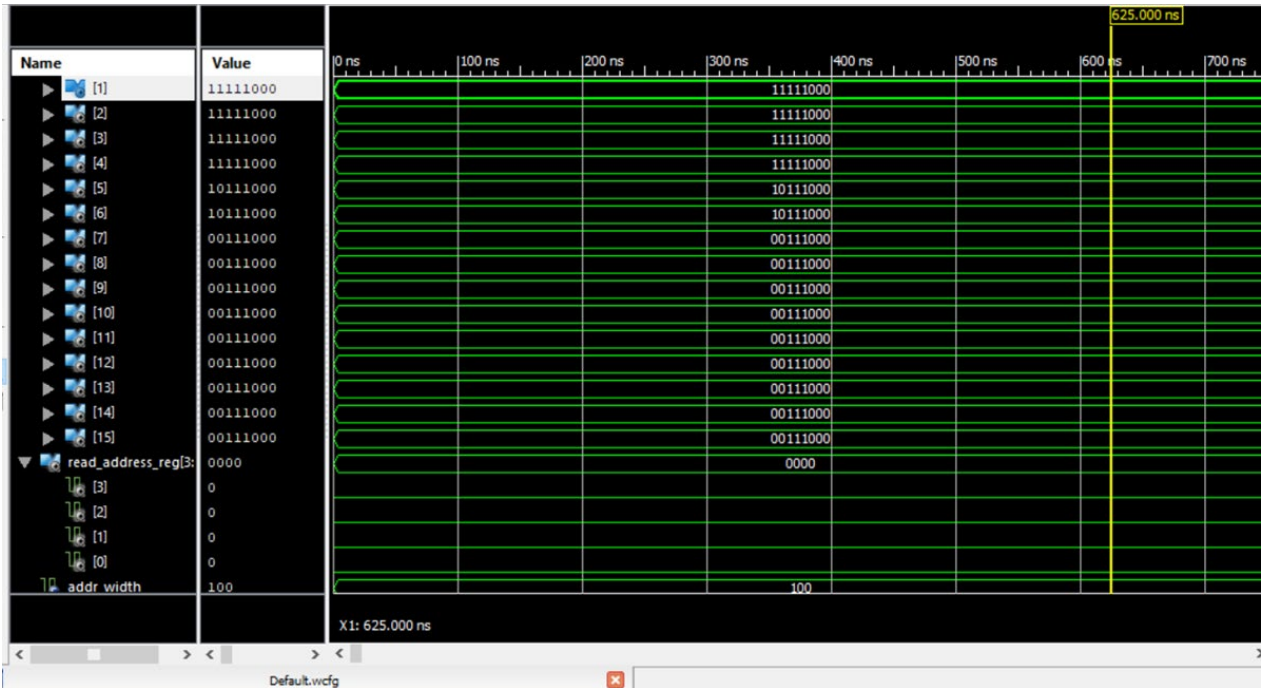 625.000 ns
Name Value 0 ns 100 ns 200 ns 300 ns 400 ns 500 ns 600 ns 700 ns
[1] 11111000 11111000
[2] 11111000 11111000
[3] 11111000 11111000
[4] 11111000 11111000
[5] 10111000 10111000
[6] 10111000 10111000
[7] 00111000 00111000
[8] 00111000 00111000
[9] 00111000 00111000
[10] 00111000 00111000
[11] 00111000 00111000
[12] 00111000 00111000
[13] 00111000 00111000
[14] 00111000 00111000
[15] 00111000 00111000
read_address_reg[3: 0000 0000
[3] 0
[2] 0
[1] 0
[0] 0
addr_width 100 100
X1: 625.000 ns
Default.wcfg